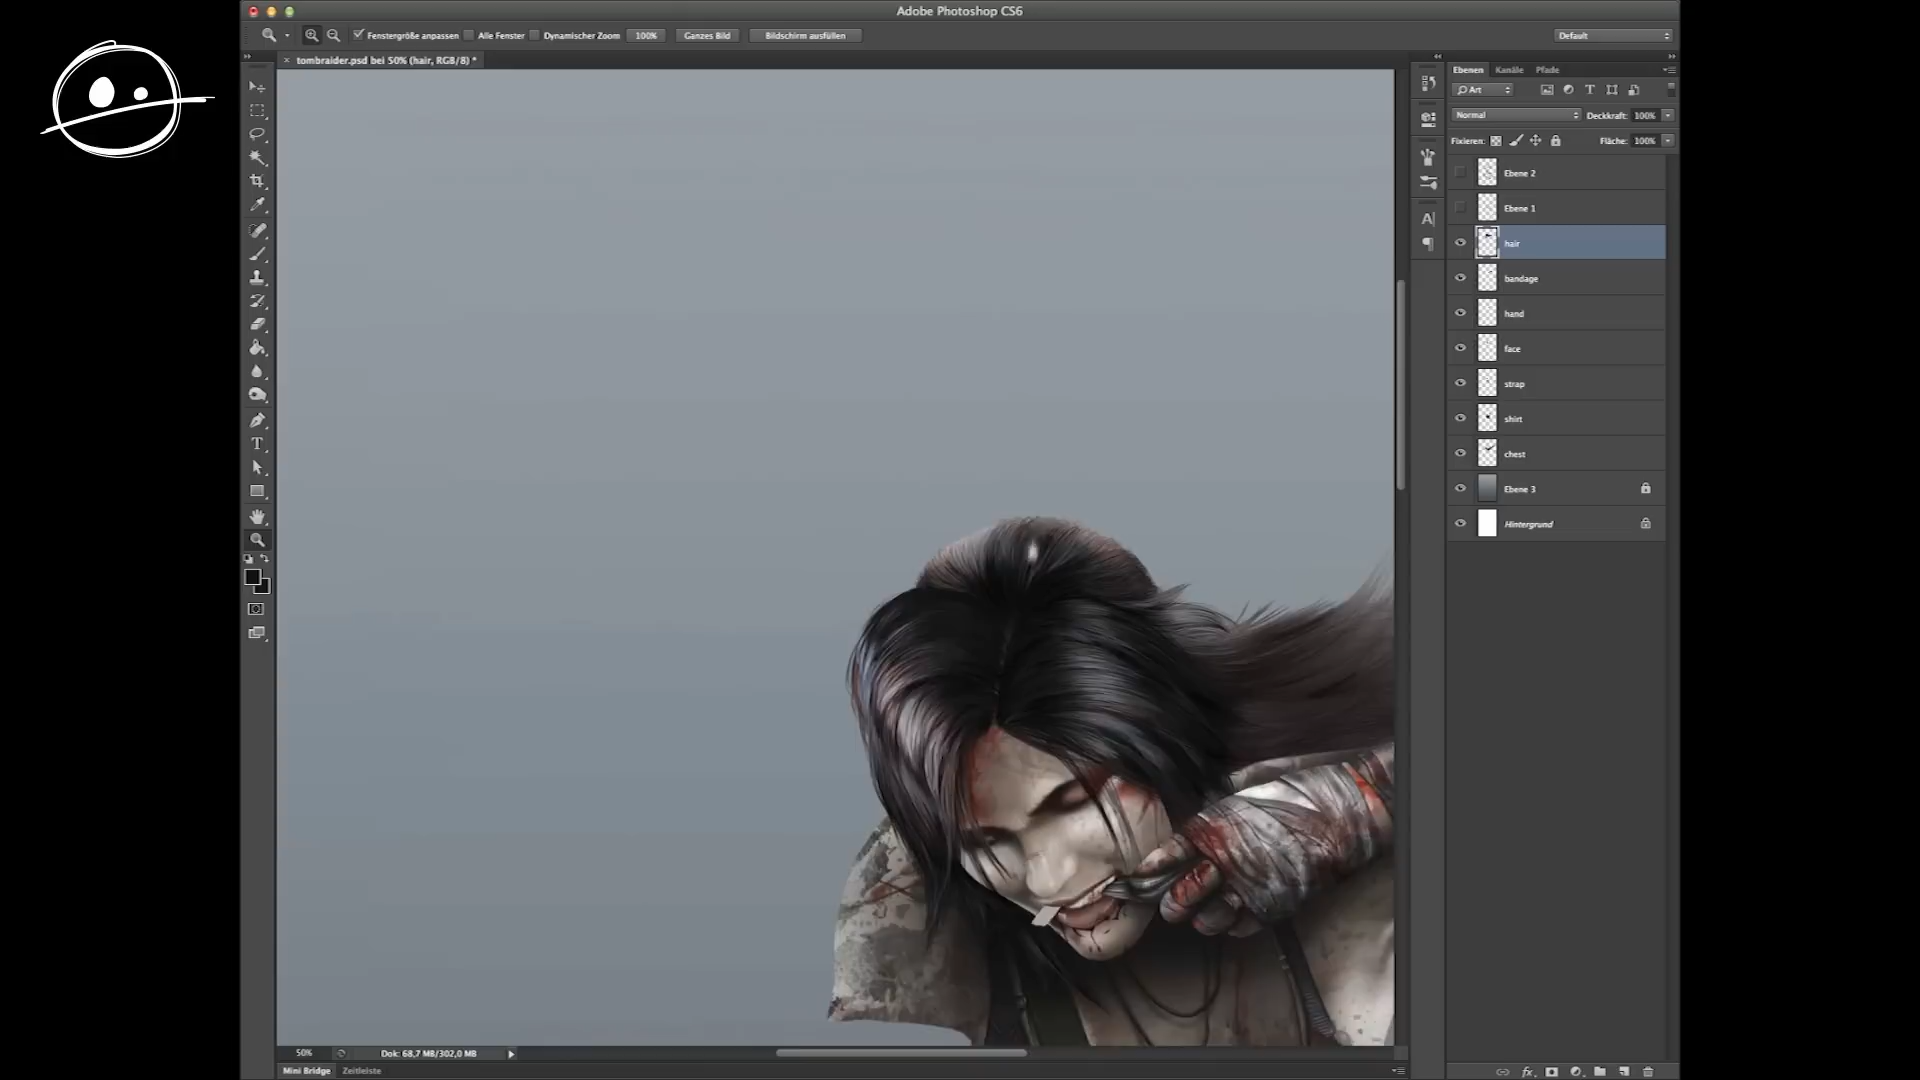 Adobe Photoshop CS6
Fenstergröße anpassen Alle Fenster Dynamischer Zoom 100% Ganzes Bild Bildschirm ausfüllen Default
tombraider.psd bei 50% (hair, RGB/8) *
Ebenen Kanäle Pfade
Art
Normal Deckkraft: 100%
Fixieren: Fläche: 100%
Ebene 2
Ebene 1
hair
bandage
hand
face
strap
shirt
chest
Ebene 3
Hintergrund
50% Dok: 68,7 MB/302,0 MB
Mini Bridge Zeitleiste